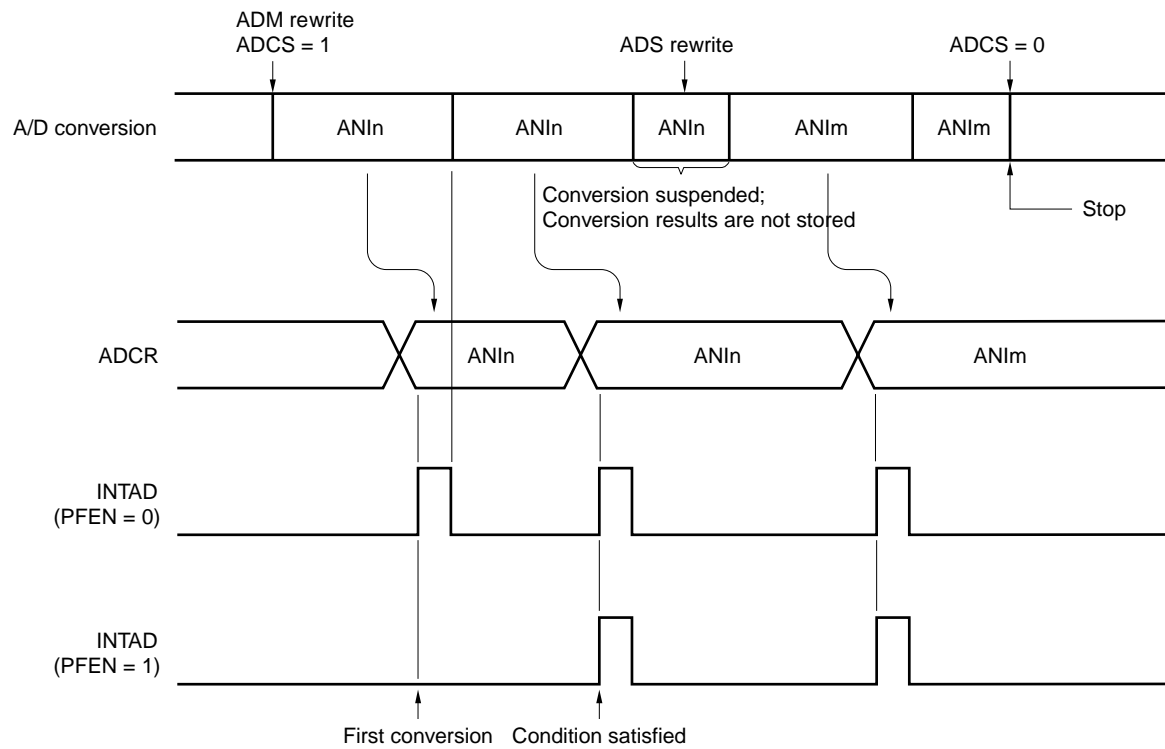 ADM rewrite
ADCS = 1
ADS rewrite
ADCS = 0
A/D conversion
ANIn
ANIn
ANIn
ANIm
ANIm
Conversion suspended;
Conversion results are not stored
Stop
ADCR
ANIn
ANIn
ANIm
INTAD
(PFEN = 0)
INTAD
(PFEN = 1)
First conversion
Condition satisfied